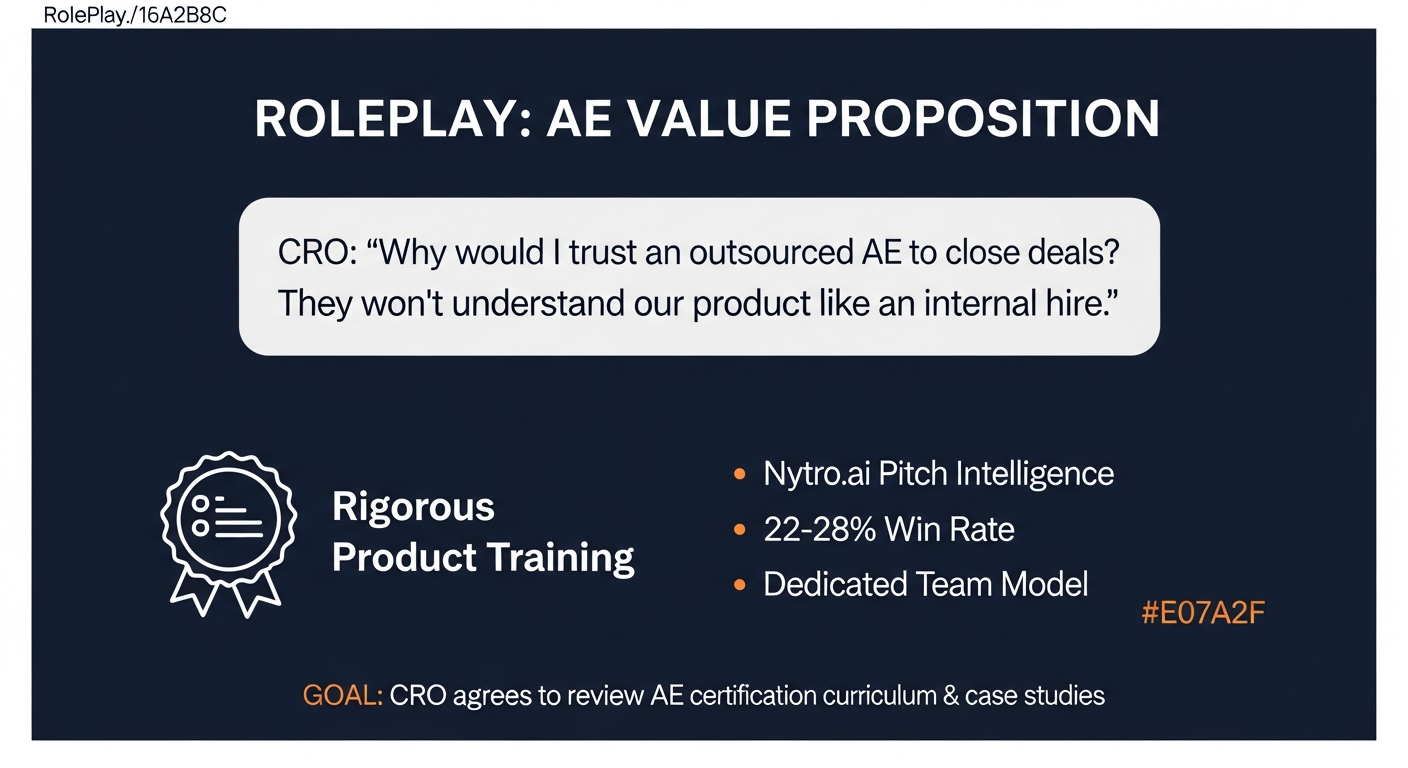 RolePlay./16A2B8C
ROLEPLAY: AE VALUE PROPOSITION
CRO: “Why would I trust an outsourced AE to close deals?
They won't understand our product like an internal hire.”
Rigorous
Product Training
• Nytro.ai Pitch Intelligence
• 22-28% Win Rate
• Dedicated Team Model
#E07A2F
GOAL: CRO agrees to review AE certification curriculum & case studies